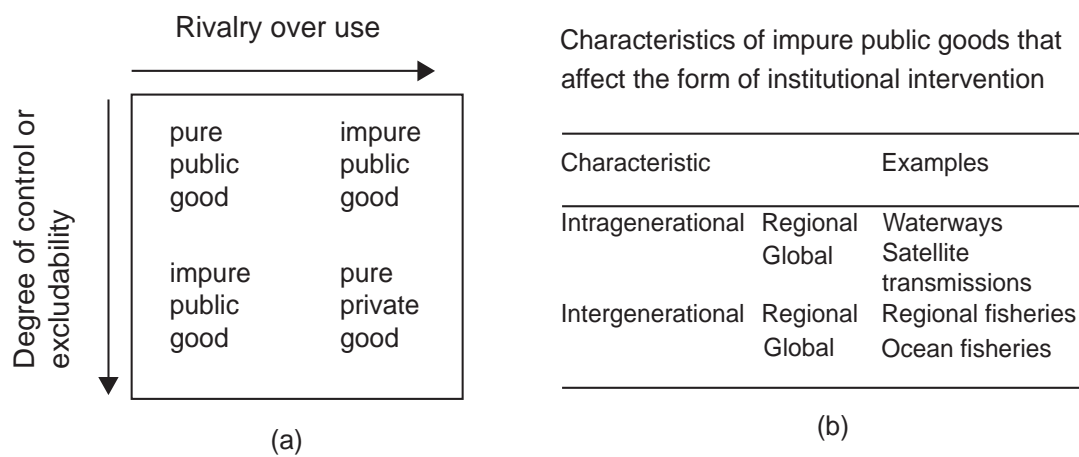 Rivalry over use
Degree of control or
excludability
pure impure
public public
good good
impure pure
public private
good good
(a)
Characteristics of impure public goods that
affect the form of institutional intervention
Characteristic Examples
Intragenerational Regional Waterways
Global Satellite
transmissions
Intergenerational Regional Regional fisheries
Global Ocean fisheries
(b)